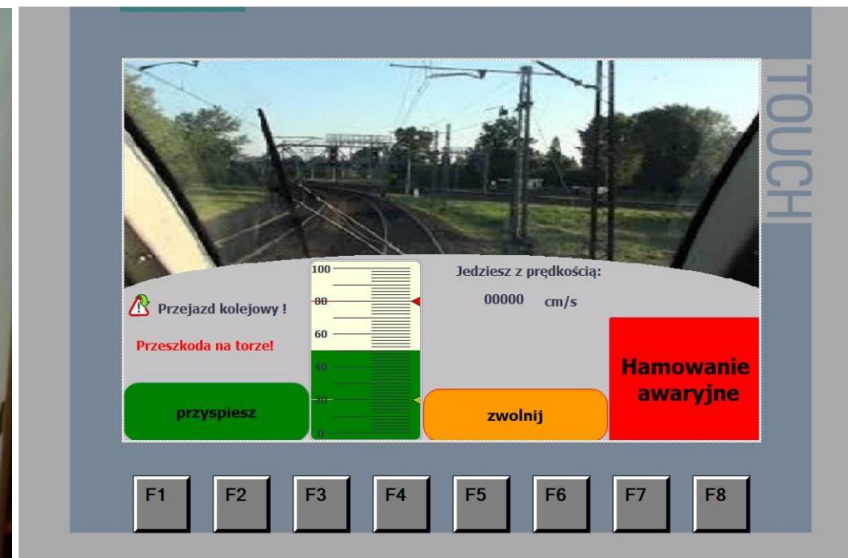 TOUCH
Jedziesz z prędkością:
00000 cm/s
Przejazd kolejowy !
Przeszkoda na torze!
100
80
60
40
20
0
przyspiesz
zwolnij
Hamowanie
awaryjne
F1 F2 F3 F4 F5 F6 F7 F8